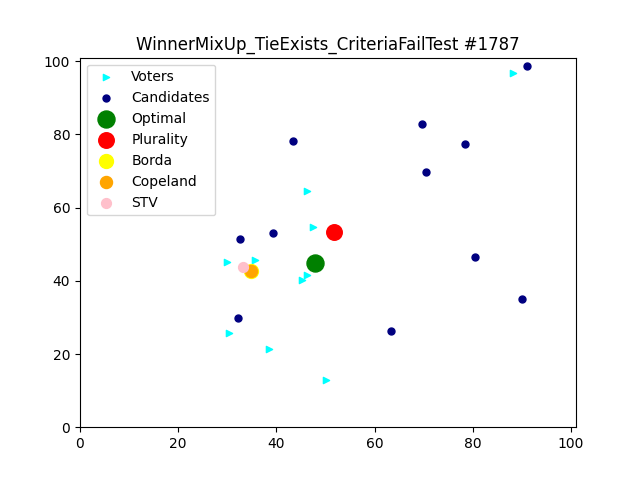 WinnerMixUp_TieExists_CriteriaFailTest #1787
Voters
Candidates
Optimal
Plurality
Borda
Copeland
STV
100
80
60
40
20
0
0 20 40 60 80 100